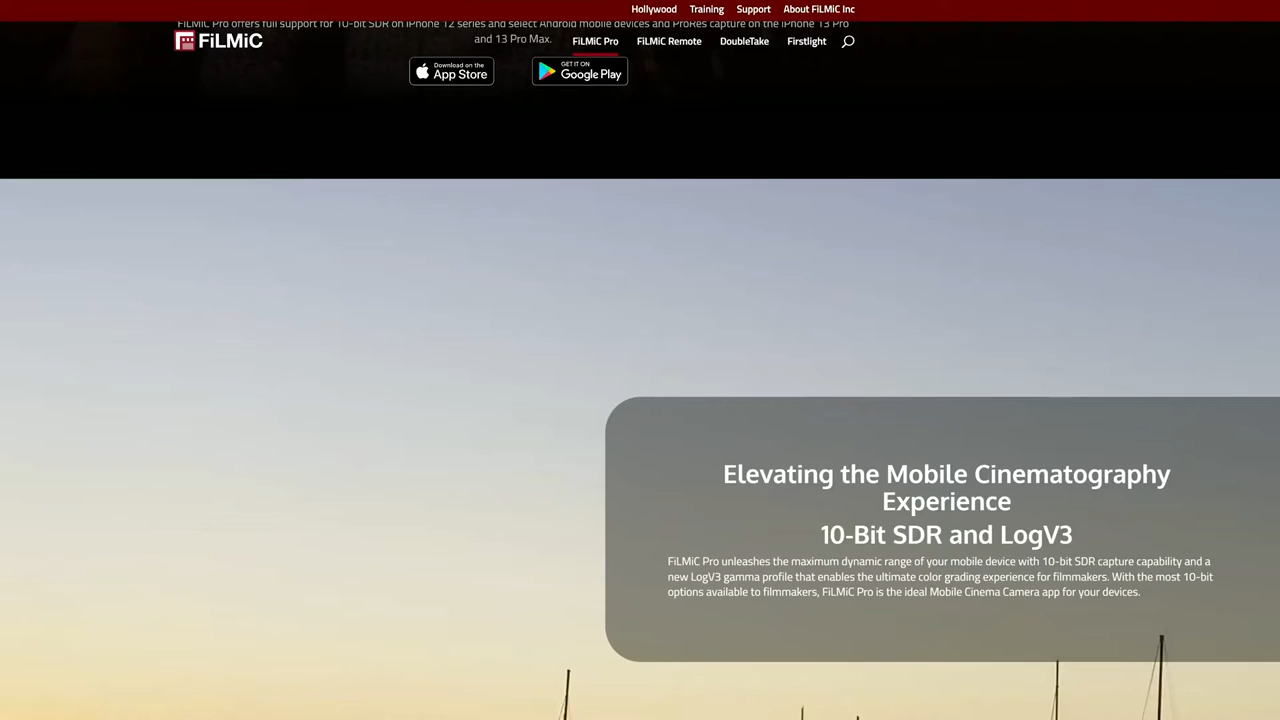 Hollywood Training Support About FiLMiC Inc
FiLMiC Pro offers full support for 10-bit SDR on iPhone 12 series and select Android mobile devices and ProRes capture on the iPhone 13 Pro
and 13 Pro Max.
FiLMiC
FiLMiC Pro FiLMiC Remote DoubleTake Firstlight
Download on the
App Store
GET IT ON
Google Play
Elevating the Mobile Cinematography
Experience
10-Bit SDR and LogV3
FiLMiC Pro unleashes the maximum dynamic range of your mobile device with 10-bit SDR capture capability and a
new LogV3 gamma profile that enables the ultimate color grading experience for filmmakers. With the most 10-bit
options available to filmmakers, FiLMiC Pro is the ideal Mobile Cinema Camera app for your devices.